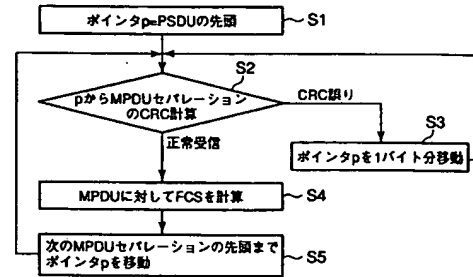 ポインタp=PSDUの先頭
S1
S2
pからMPDUセパレーション
のCRC計算
CRC誤り
正常受信
S3
ポインタpを1バイト分移動
MPDUに対してFCSを計算
S4
次のMPDUセパレーションの先頭まで
ポインタpを移動
S5